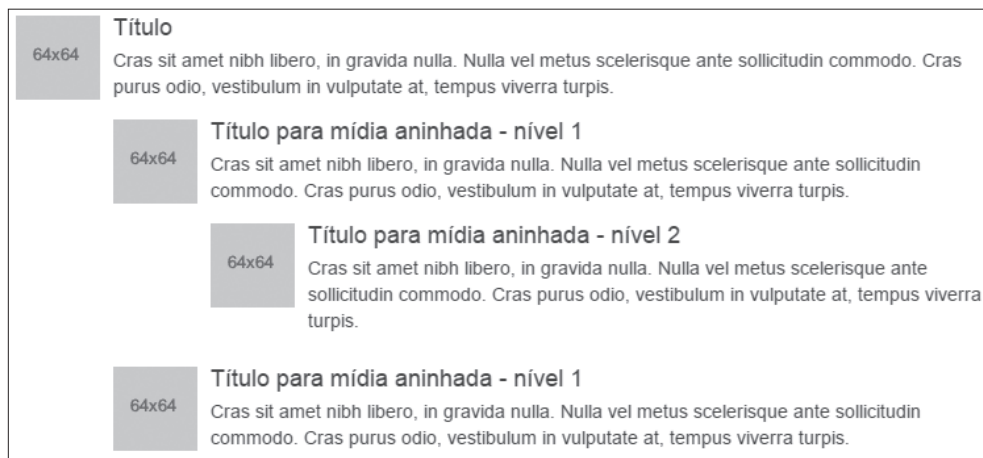 64x64
Título
Cras sit amet nibh libero, in gravida nulla. Nulla vel metus scelerisque ante sollicitudin commodo. Cras
purus odio, vestibulum in vulputate at, tempus viverra turpis.
64x64
Título para mídia aninhada - nível 1
Cras sit amet nibh libero, in gravida nulla. Nulla vel metus scelerisque ante sollicitudin
commodo. Cras purus odio, vestibulum in vulputate at, tempus viverra turpis.
64x64
Título para mídia aninhada - nível 2
Cras sit amet nibh libero, in gravida nulla. Nulla vel metus scelerisque ante
sollicitudin commodo. Cras purus odio, vestibulum in vulputate at, tempus viverra
turpis.
64x64
Título para mídia aninhada - nível 1
Cras sit amet nibh libero, in gravida nulla. Nulla vel metus scelerisque ante sollicitudin
commodo. Cras purus odio, vestibulum in vulputate at, tempus viverra turpis.